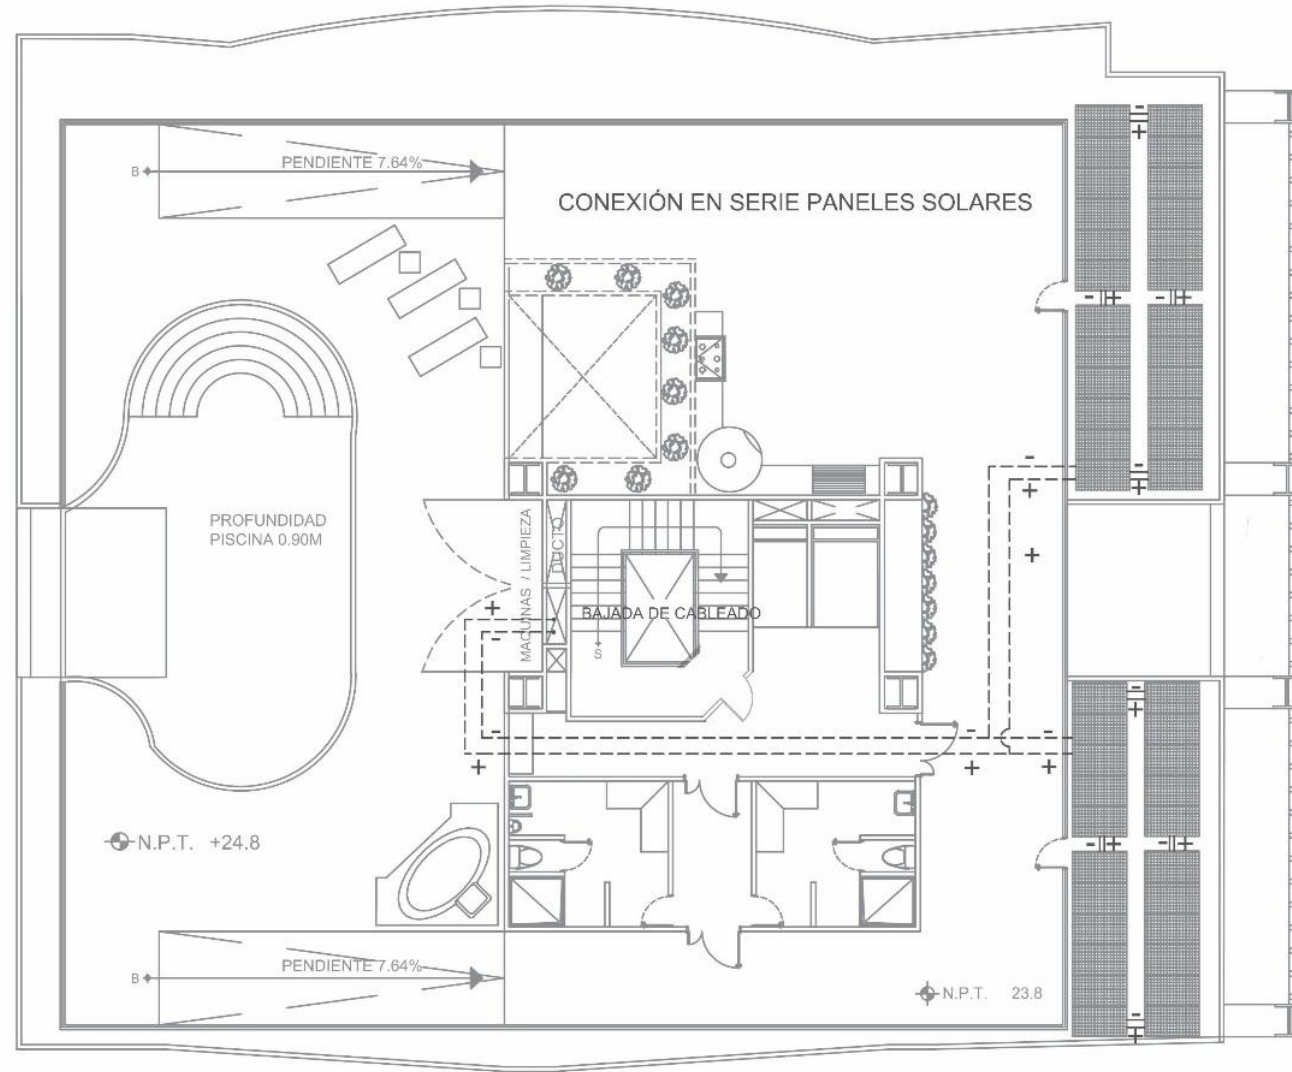 PENDIENTE 7.64%
B
CONEXIÓN EN SERIE PANELES SOLARES
-
+
- +
- +
-
+
-
+
PROFUNDIDAD
PISCINA 0.90M
MAQUINAS / LIMPIEZA
DUCTO
+
BAJADA DE CABLEADO
+
-
S
-
+
-
+
-
+
-
+
- +
- +
N.P.T. +24.8
PENDIENTE 7.64%
B
N.P.T. 23.8
-
+